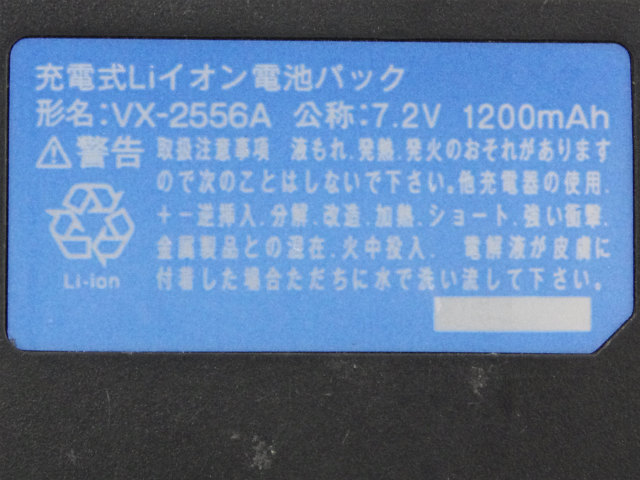 充電式Liイオン電池パック
形名:VX-2556A 公称:7.2V 1200mAh
⚠警告 取扱注意事項 液もれ.発熱.発火のおそれがあります
ので次のことはしないで下さい。他充電器の使用.
+-逆挿入.分解.改造.加熱.ショート.強い衝撃.
金属製品との混在.火中投入. 電解液が皮膚に
付着した場合ただちに水で洗い流して下さい。
Li-ion